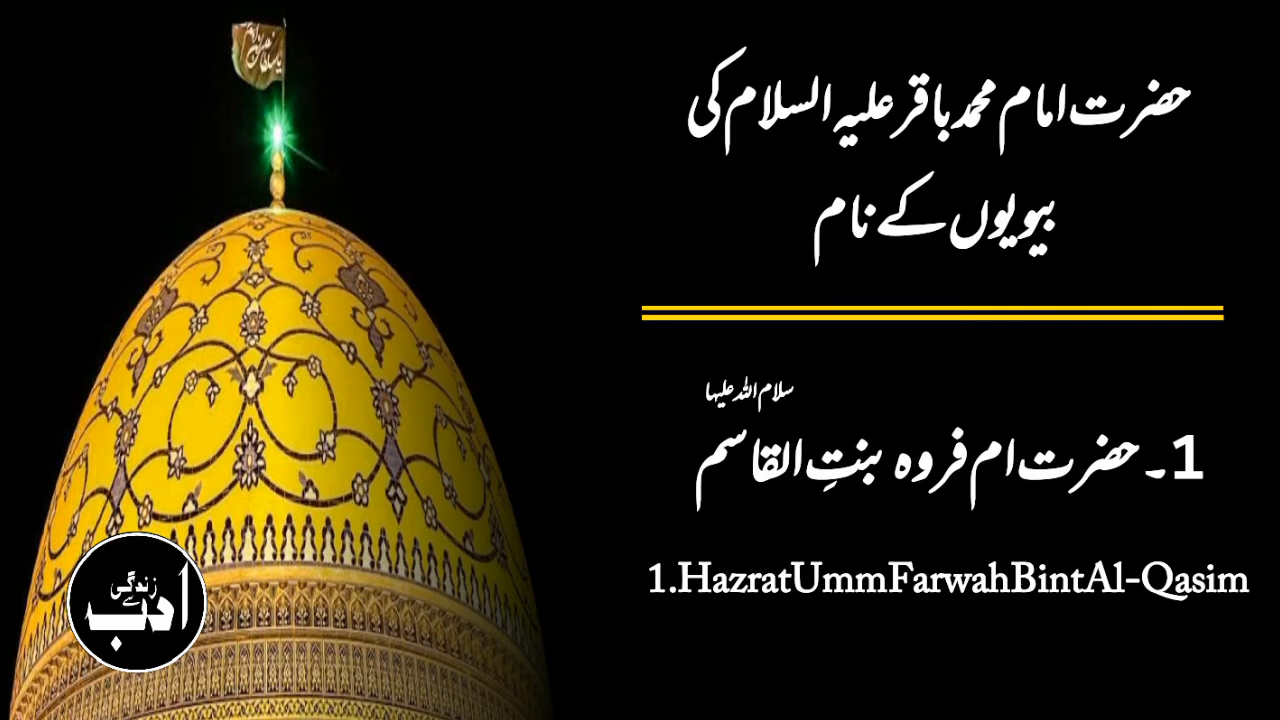 حضرت امام محمد باقر علیہ السلام کی
بیویوں کے نام
سلام اللہ علیہا
1۔ حضرت ام فروہ بنتِ القاسم
1.HazratUmmFarwahBintAl-Qasim
زندگی سے
ادب